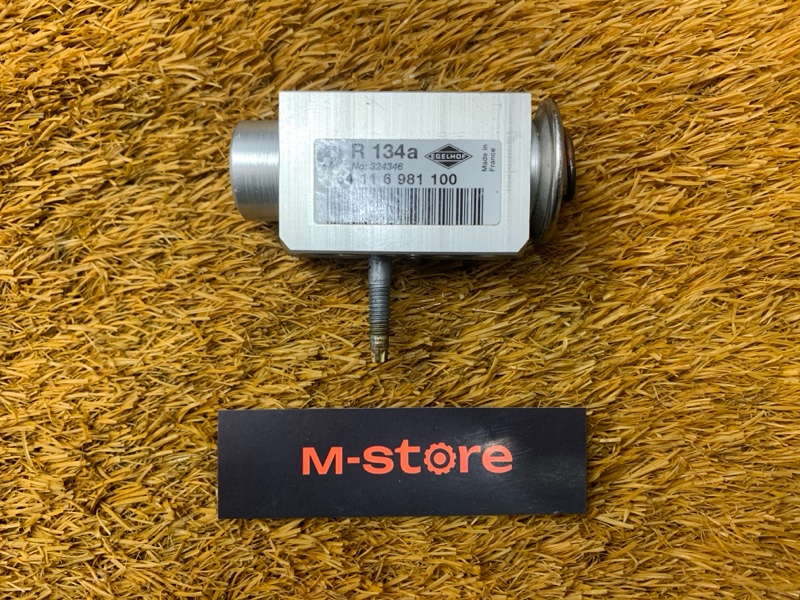 R 134a
EGELHOF
Made in
France
No: 324346
4 11 6 981 100
M-store